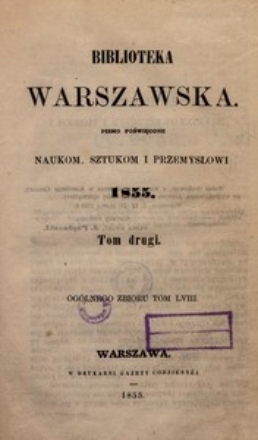 BIBLIOTEKA
WARSZAWSKA.
PISMO POŚWIĘCONE
NAUKOM, SZTUKOM I PRZEMYSŁOWI
1855.
Tom drugi.
OGÓLNEGO ZBIORU TOM LVIII.
WARSZAWA.
W DRUKARNI GAZETY CODZIENNEJ
1855.